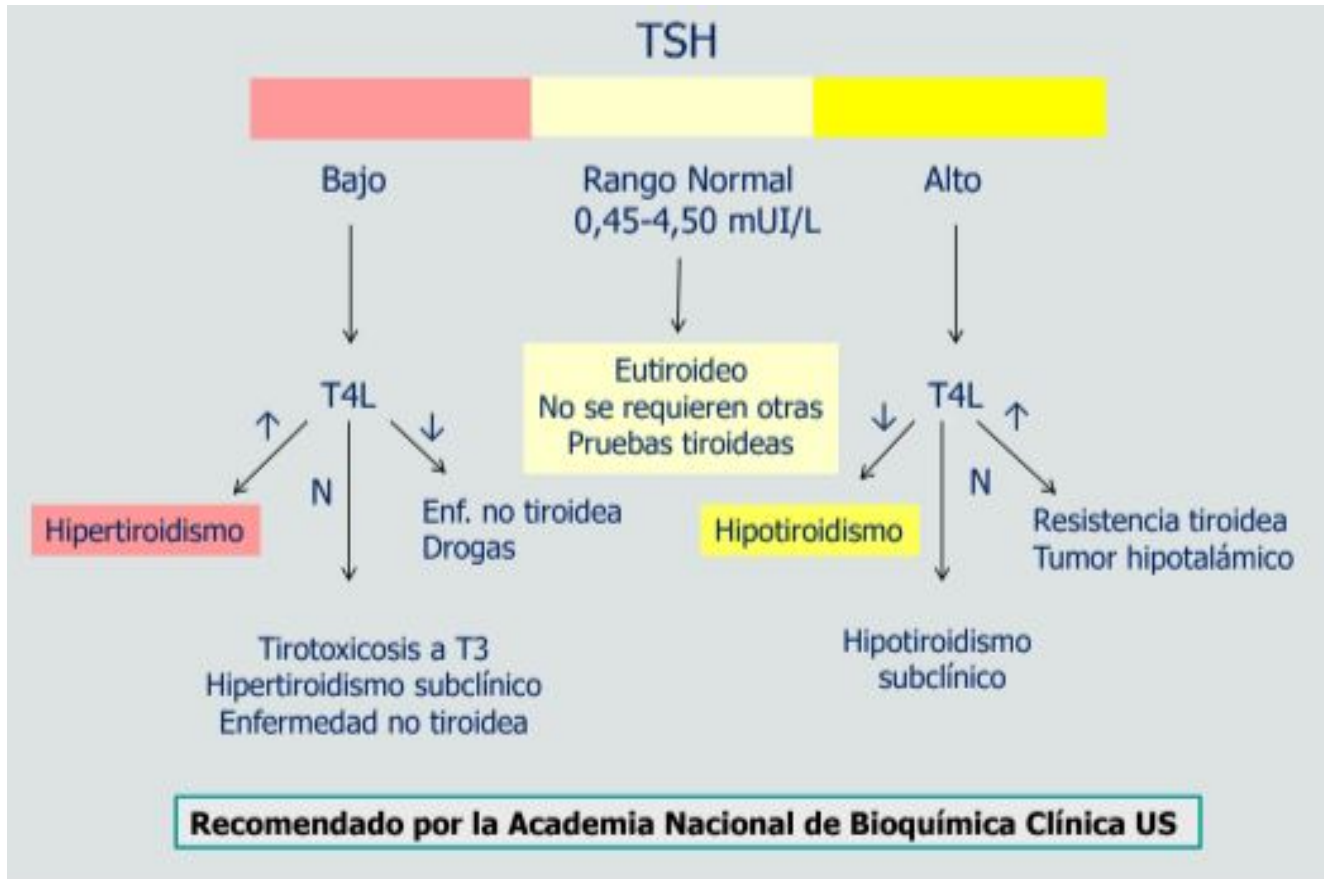 TSH
Bajo
Rango Normal
0,45-4,50 mUI/L
Alto
T4L
↑
N
↓
Hipertiroidismo
Enf. no tiroidea
Drogas
Tirotoxicosis a T3
Hipertiroidismo subclínico
Enfermedad no tiroidea
Eutiroideo
No se requieren otras
Pruebas tiroideas
T4L
↓
N
↑
Hipotiroidismo
Resistencia tiroidea
Tumor hipotalámico
Hipotiroidismo
subclínico
Recomendado por la Academia Nacional de Bioquímica Clínica US